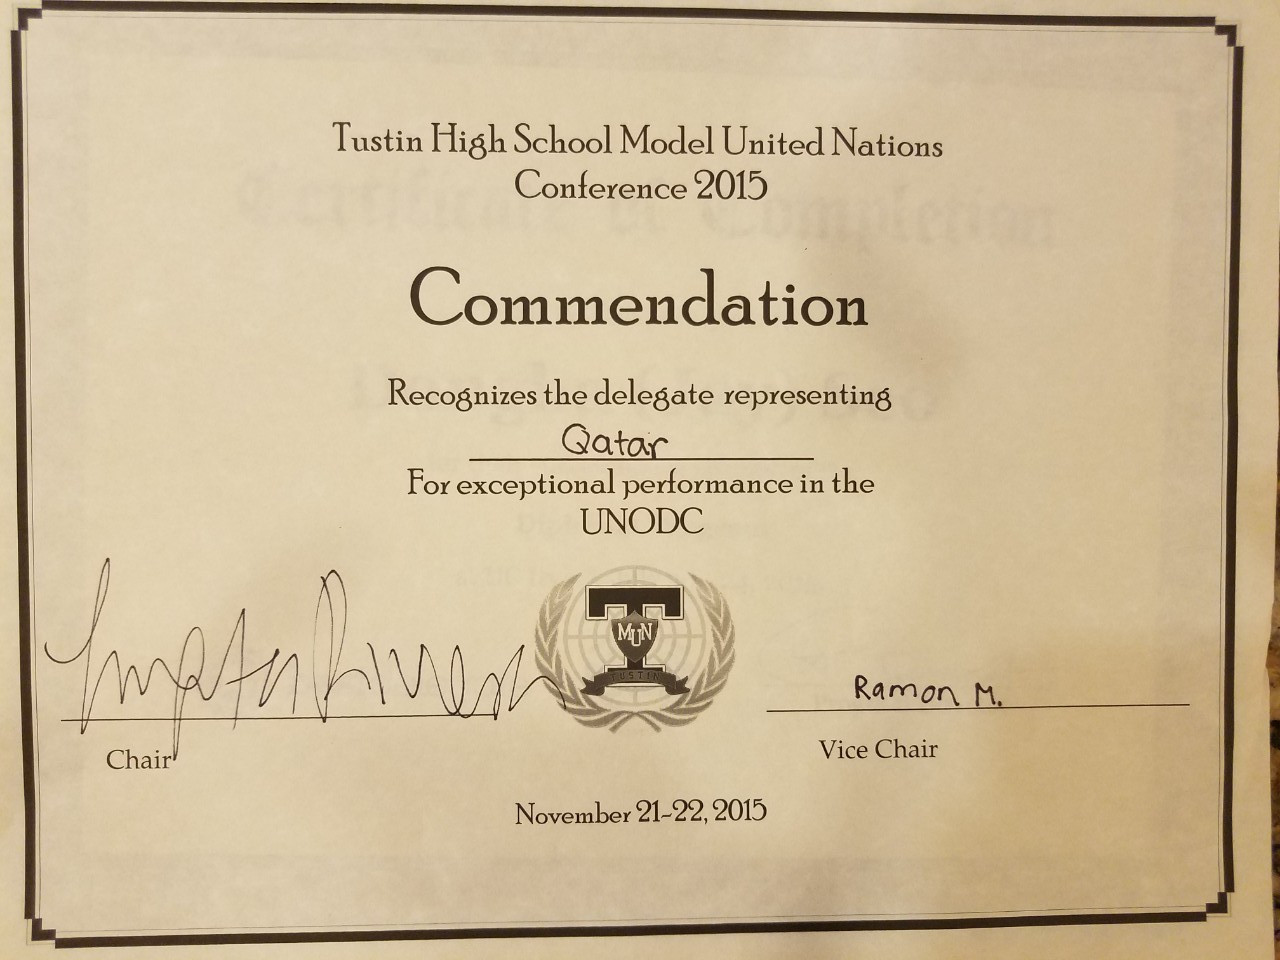 Tustin High School Model United Nations
Conference 2015
Commendation
Recognizes the delegate representing
Qatar
For exceptional performance in the
UNODC
MUN
TUSTIN
Ramon M.
Chair
Vice Chair
November 21-22, 2015